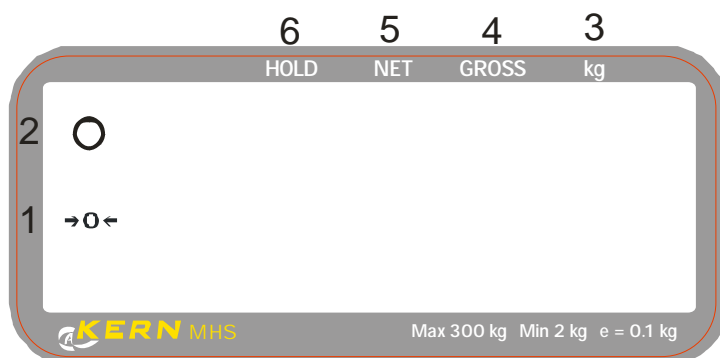 6 5 4 3
HOLD NET GROSS kg
2 O
1 →0←
KERN MHS Max 300 kg Min 2 kg e = 0.1 kg